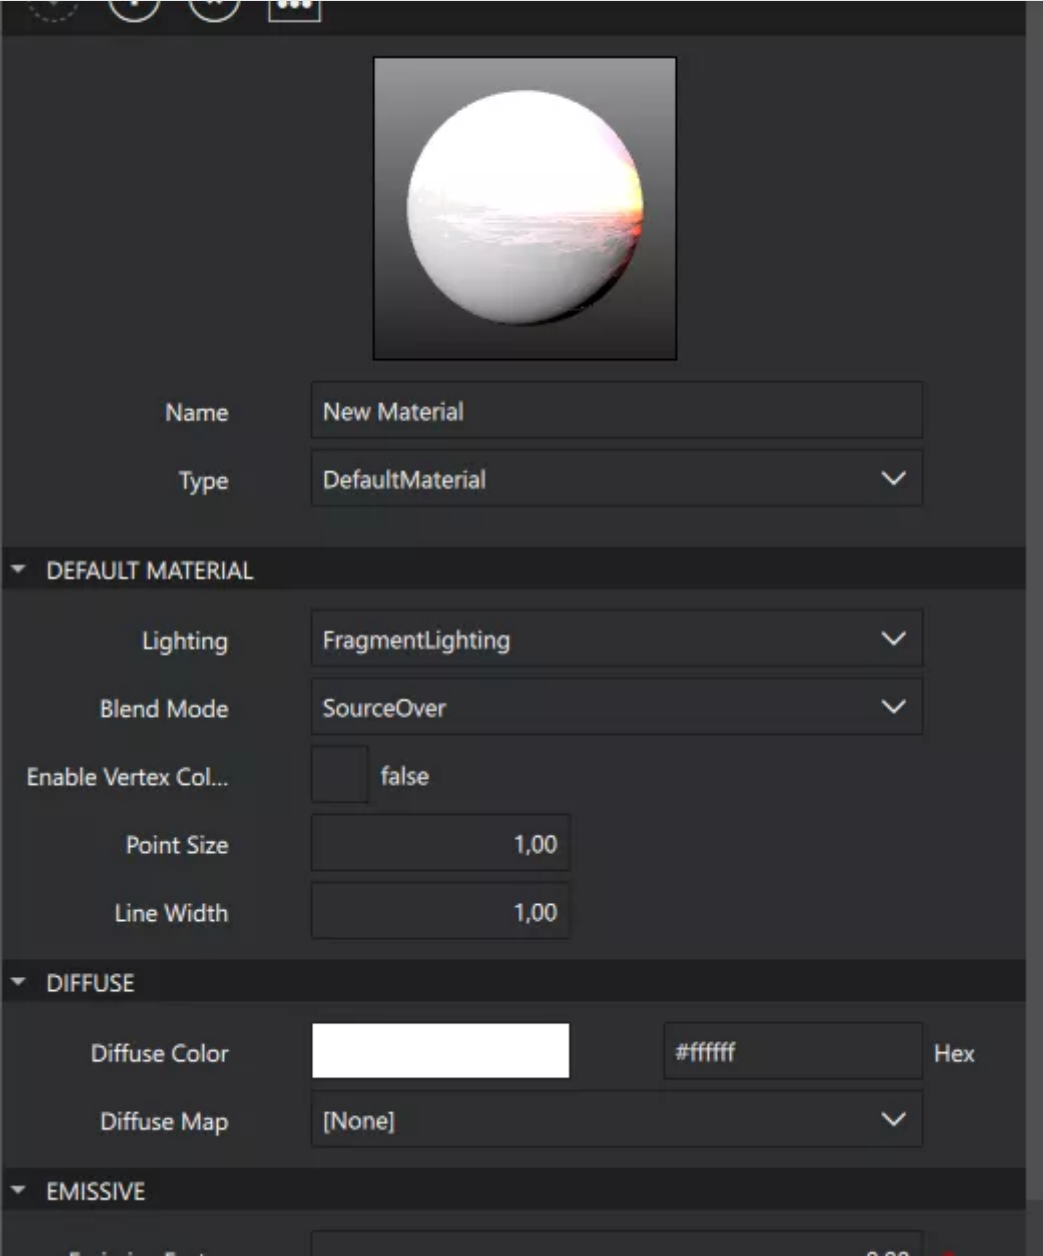 Name
New Material
Type
DefaultMaterial
DEFAULT MATERIAL
Lighting
FragmentLighting
Blend Mode
SourceOver
Enable Vertex Col...
false
Point Size
1,00
Line Width
1,00
DIFFUSE
Diffuse Color
#ffffff
Hex
Diffuse Map
[None]
EMISSIVE